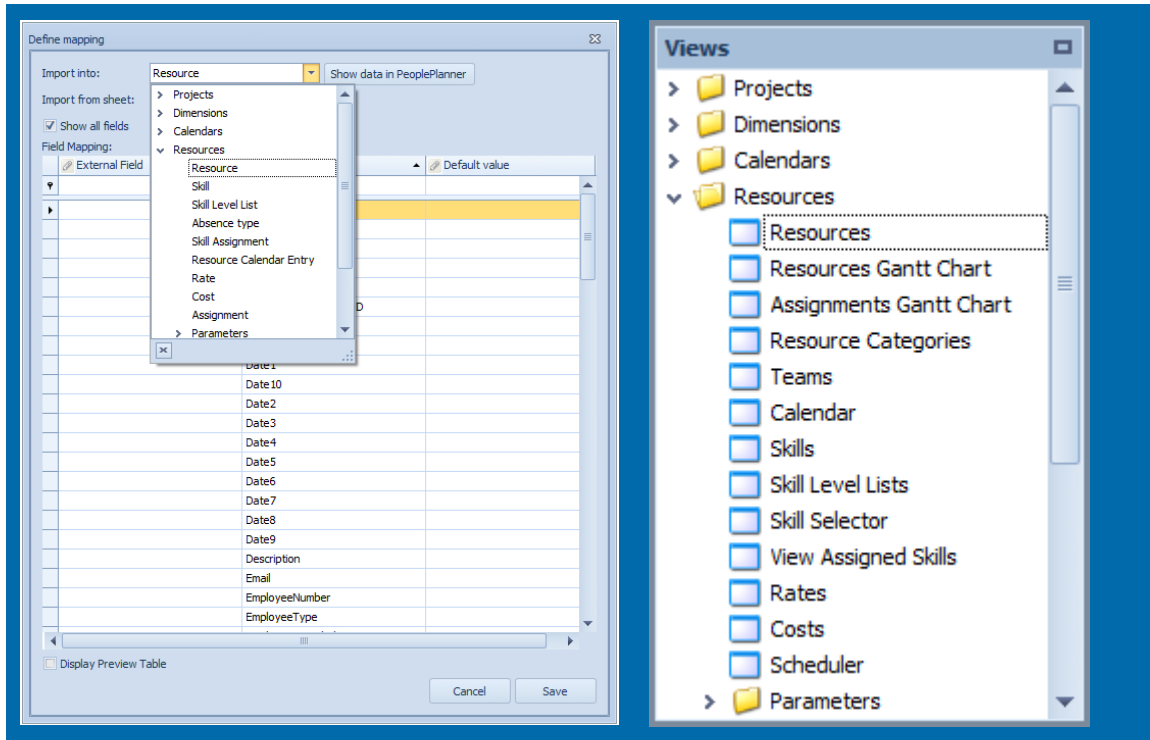 Define mapping
Import into:
Resource
Show data in PeoplePlanner
Import from sheet:
Show all fields
Field Mapping:
External Field
Default value
Projects
Dimensions
Calendars
Resources
Resource
Skill
Skill Level List
Absence type
Skill Assignment
Resource Calendar Entry
Rate
Cost
Assignment
Parameters
D
Date10
Date2
Date3
Date4
Date5
Date6
Date7
Date8
Date9
Description
Email
EmployeeNumber
EmployeeType
Display Preview Table
Cancel
Save
Views
Projects
Dimensions
Calendars
Resources
Resources
Resources Gantt Chart
Assignments Gantt Chart
Resource Categories
Teams
Calendar
Skills
Skill Level Lists
Skill Selector
View Assigned Skills
Rates
Costs
Scheduler
Parameters